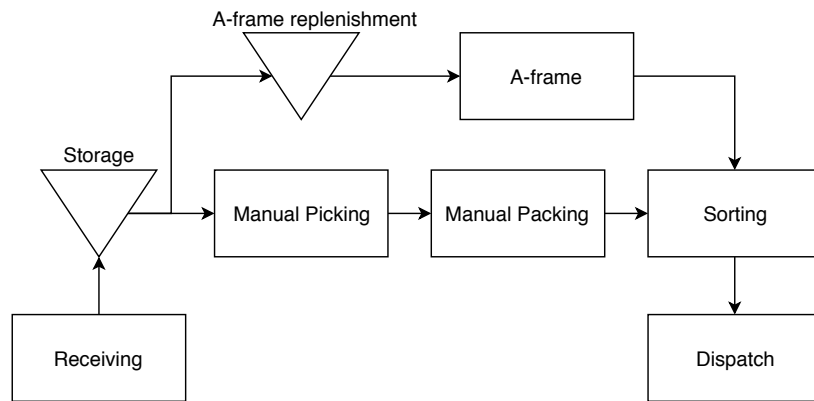 A-frame replenishment
A-frame
Storage
Manual Picking
Manual Packing
Sorting
Receiving
Dispatch